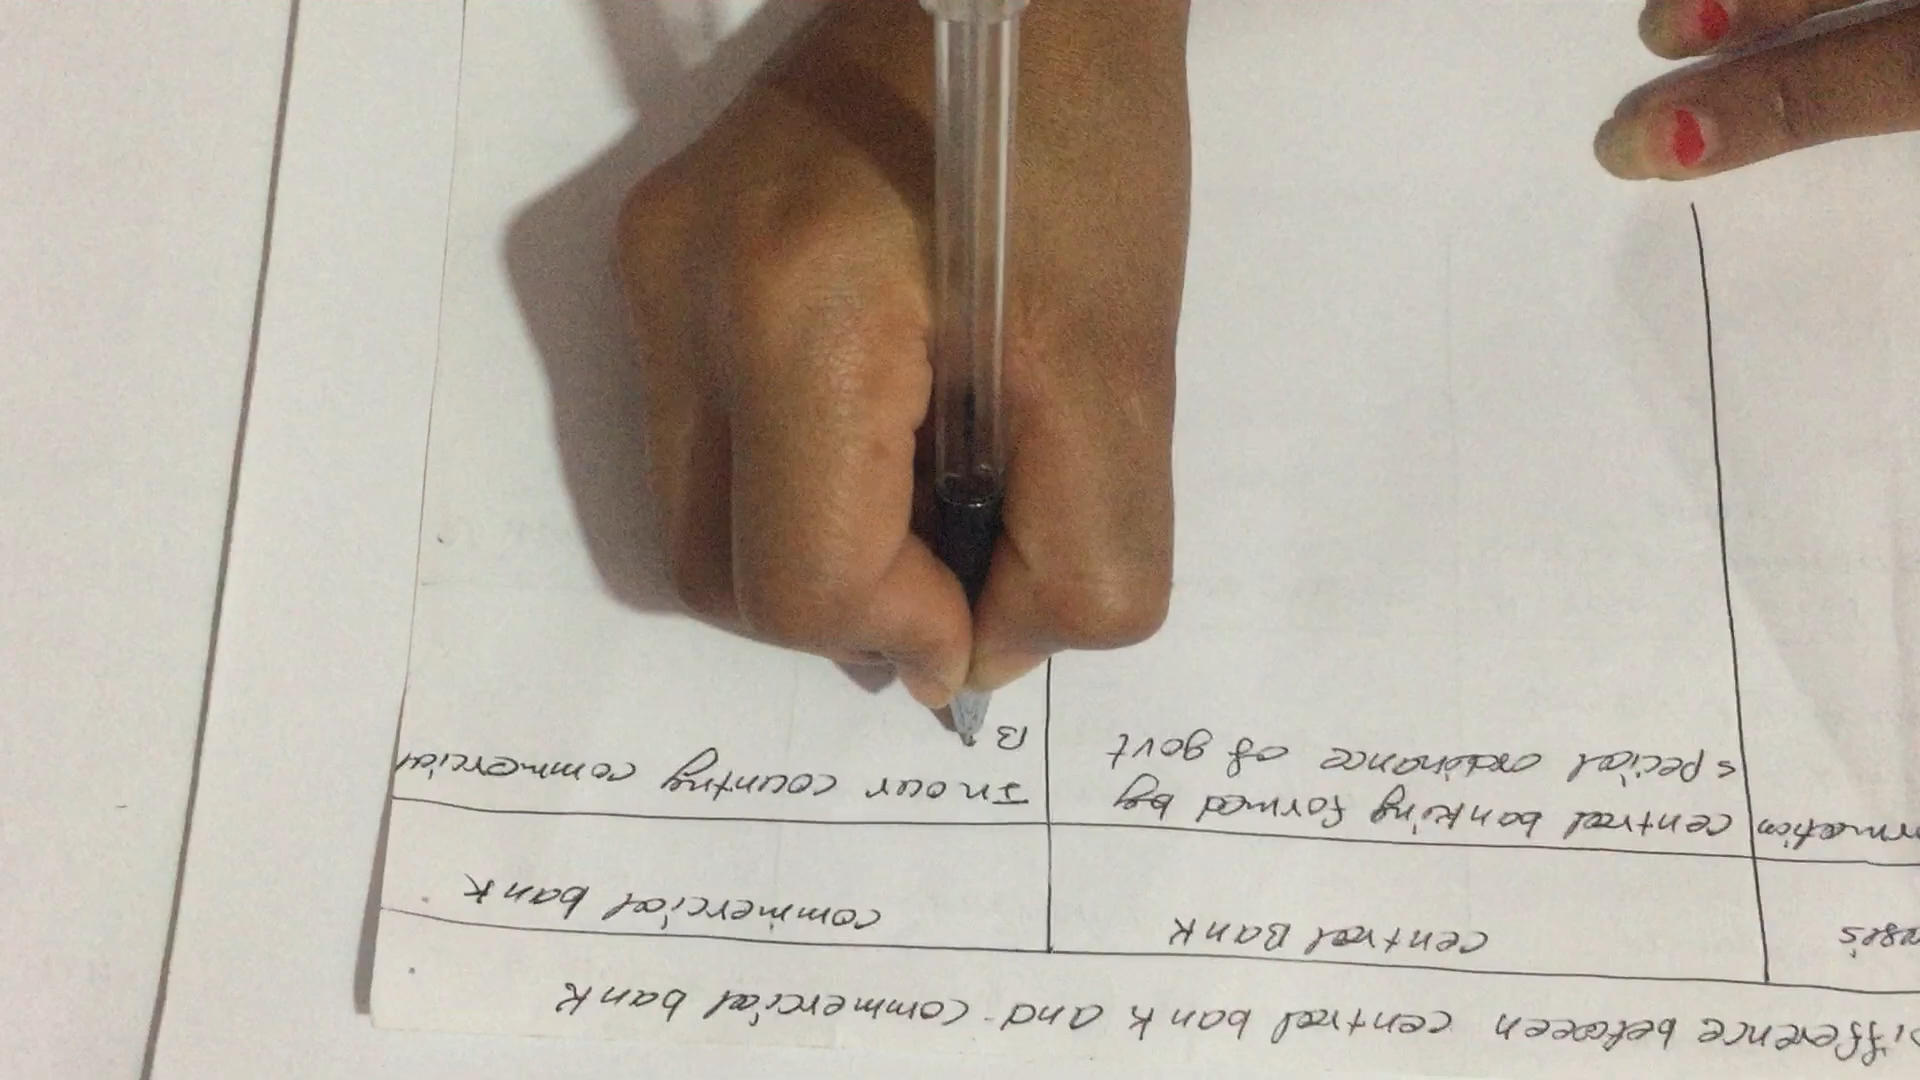 Difference between central bank and commercial bank
Central Bank
commercial bank
central banking formed by
special ordinance of govt
In our country commercial
B